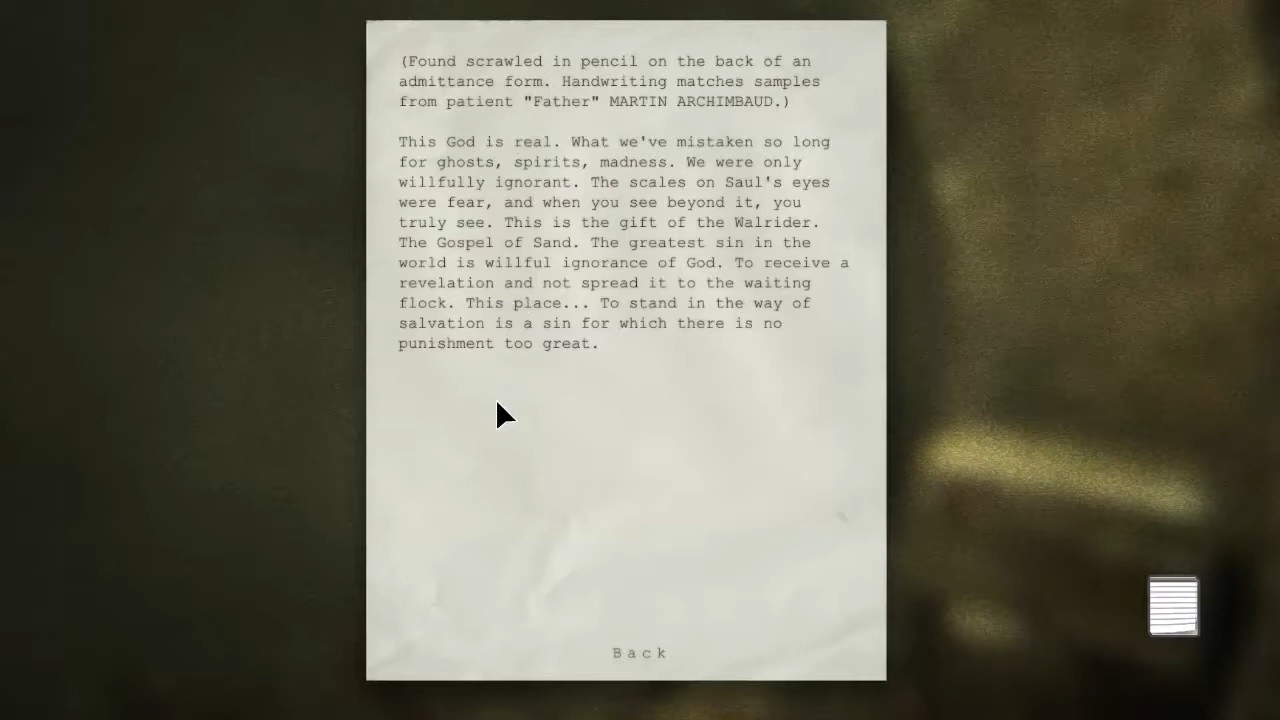 (Found scrawled in pencil on the back of an
admittance form. Handwriting matches samples
from patient "Father" MARTIN ARCHIMBAUD.)
This God is real. What we've mistaken so long
for ghosts, spirits, madness. We were only
willfully ignorant. The scales on Saul's eyes
were fear, and when you see beyond it, you
truly see. This is the gift of the Walrider.
The Gospel of Sand. The greatest sin in the
world is willful ignorance of God. To receive a
revelation and not spread it to the waiting
flock. This place... To stand in the way of
salvation is a sin for which there is no
punishment too great.
Back